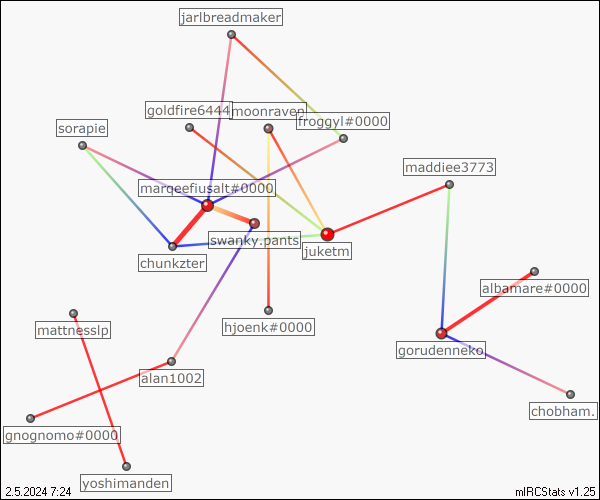 jarlbreadmaker
goldfire6444
moonraven
froggyl#0000
sorapie
maddiee3773
marqeefiusalt#0000
swanky.pants
juketm
chunkzter
albamare#0000
mattnesslp
hjoenk#0000
gorudenneko
alan1002
chobham.
gnognomo#0000
yoshimanden
2.5.2024 7:24
mIRCStats v1.25